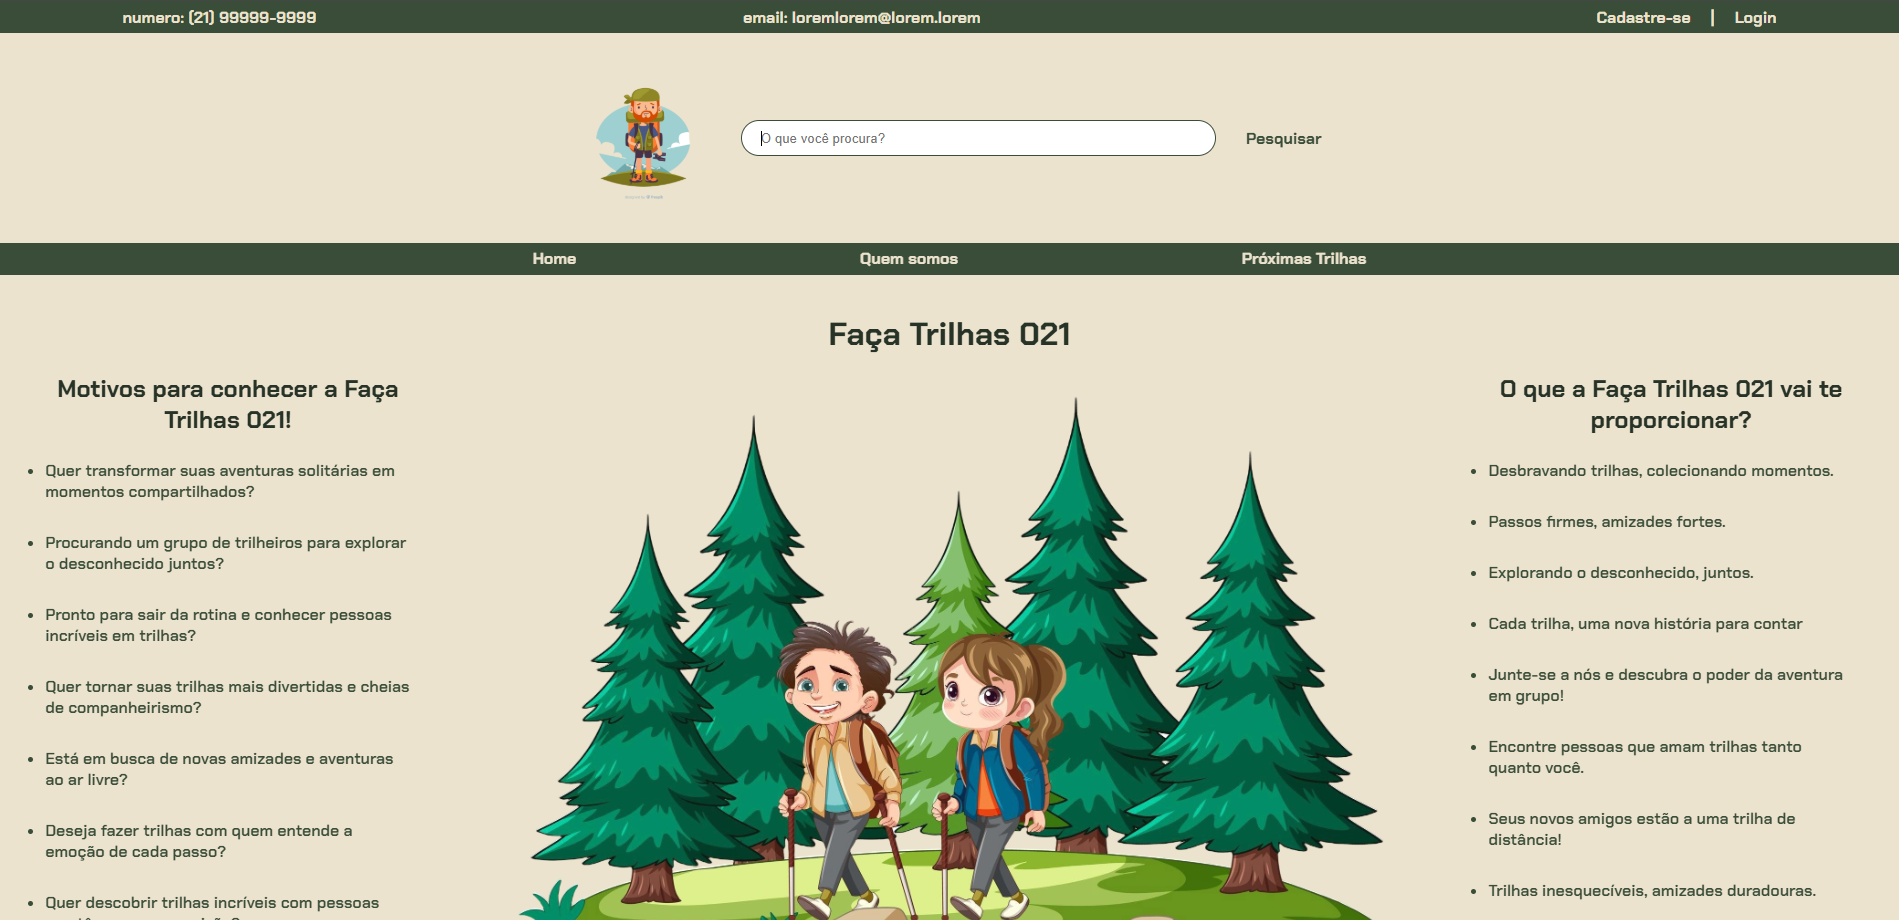 numero: (21) 99999-9999
email: loremlorem@lorem.lorem
Cadastre-se | Login
O que você procura?
Pesquisar
Home
Quem somos
Próximas Trilhas
Faça Trilhas 021
Motivos para conhecer a Faça
Trilhas 021!
• Quer transformar suas aventuras solitárias em
momentos compartilhados?
• Procurando um grupo de trilheiros para explorar
o desconhecido juntos?
• Pronto para sair da rotina e conhecer pessoas
incríveis em trilhas?
• Quer tornar suas trilhas mais divertidas e cheias
de companheirismo?
• Está em busca de novas amizades e aventuras
ao ar livre?
• Deseja fazer trilhas com quem entende a
emoção de cada passo?
• Quer descobrir trilhas incríveis com pessoas
O que a Faça Trilhas 021 vai te
proporcionar?
• Desbravando trilhas, colecionando momentos.
• Passos firmes, amizades fortes.
• Explorando o desconhecido, juntos.
• Cada trilha, uma nova história para contar
• Junte-se a nós e descubra o poder da aventura
em grupo!
• Encontre pessoas que amam trilhas tanto
quanto você.
• Seus novos amigos estão a uma trilha de
distância!
• Trilhas inesquecíveis, amizades duradouras.